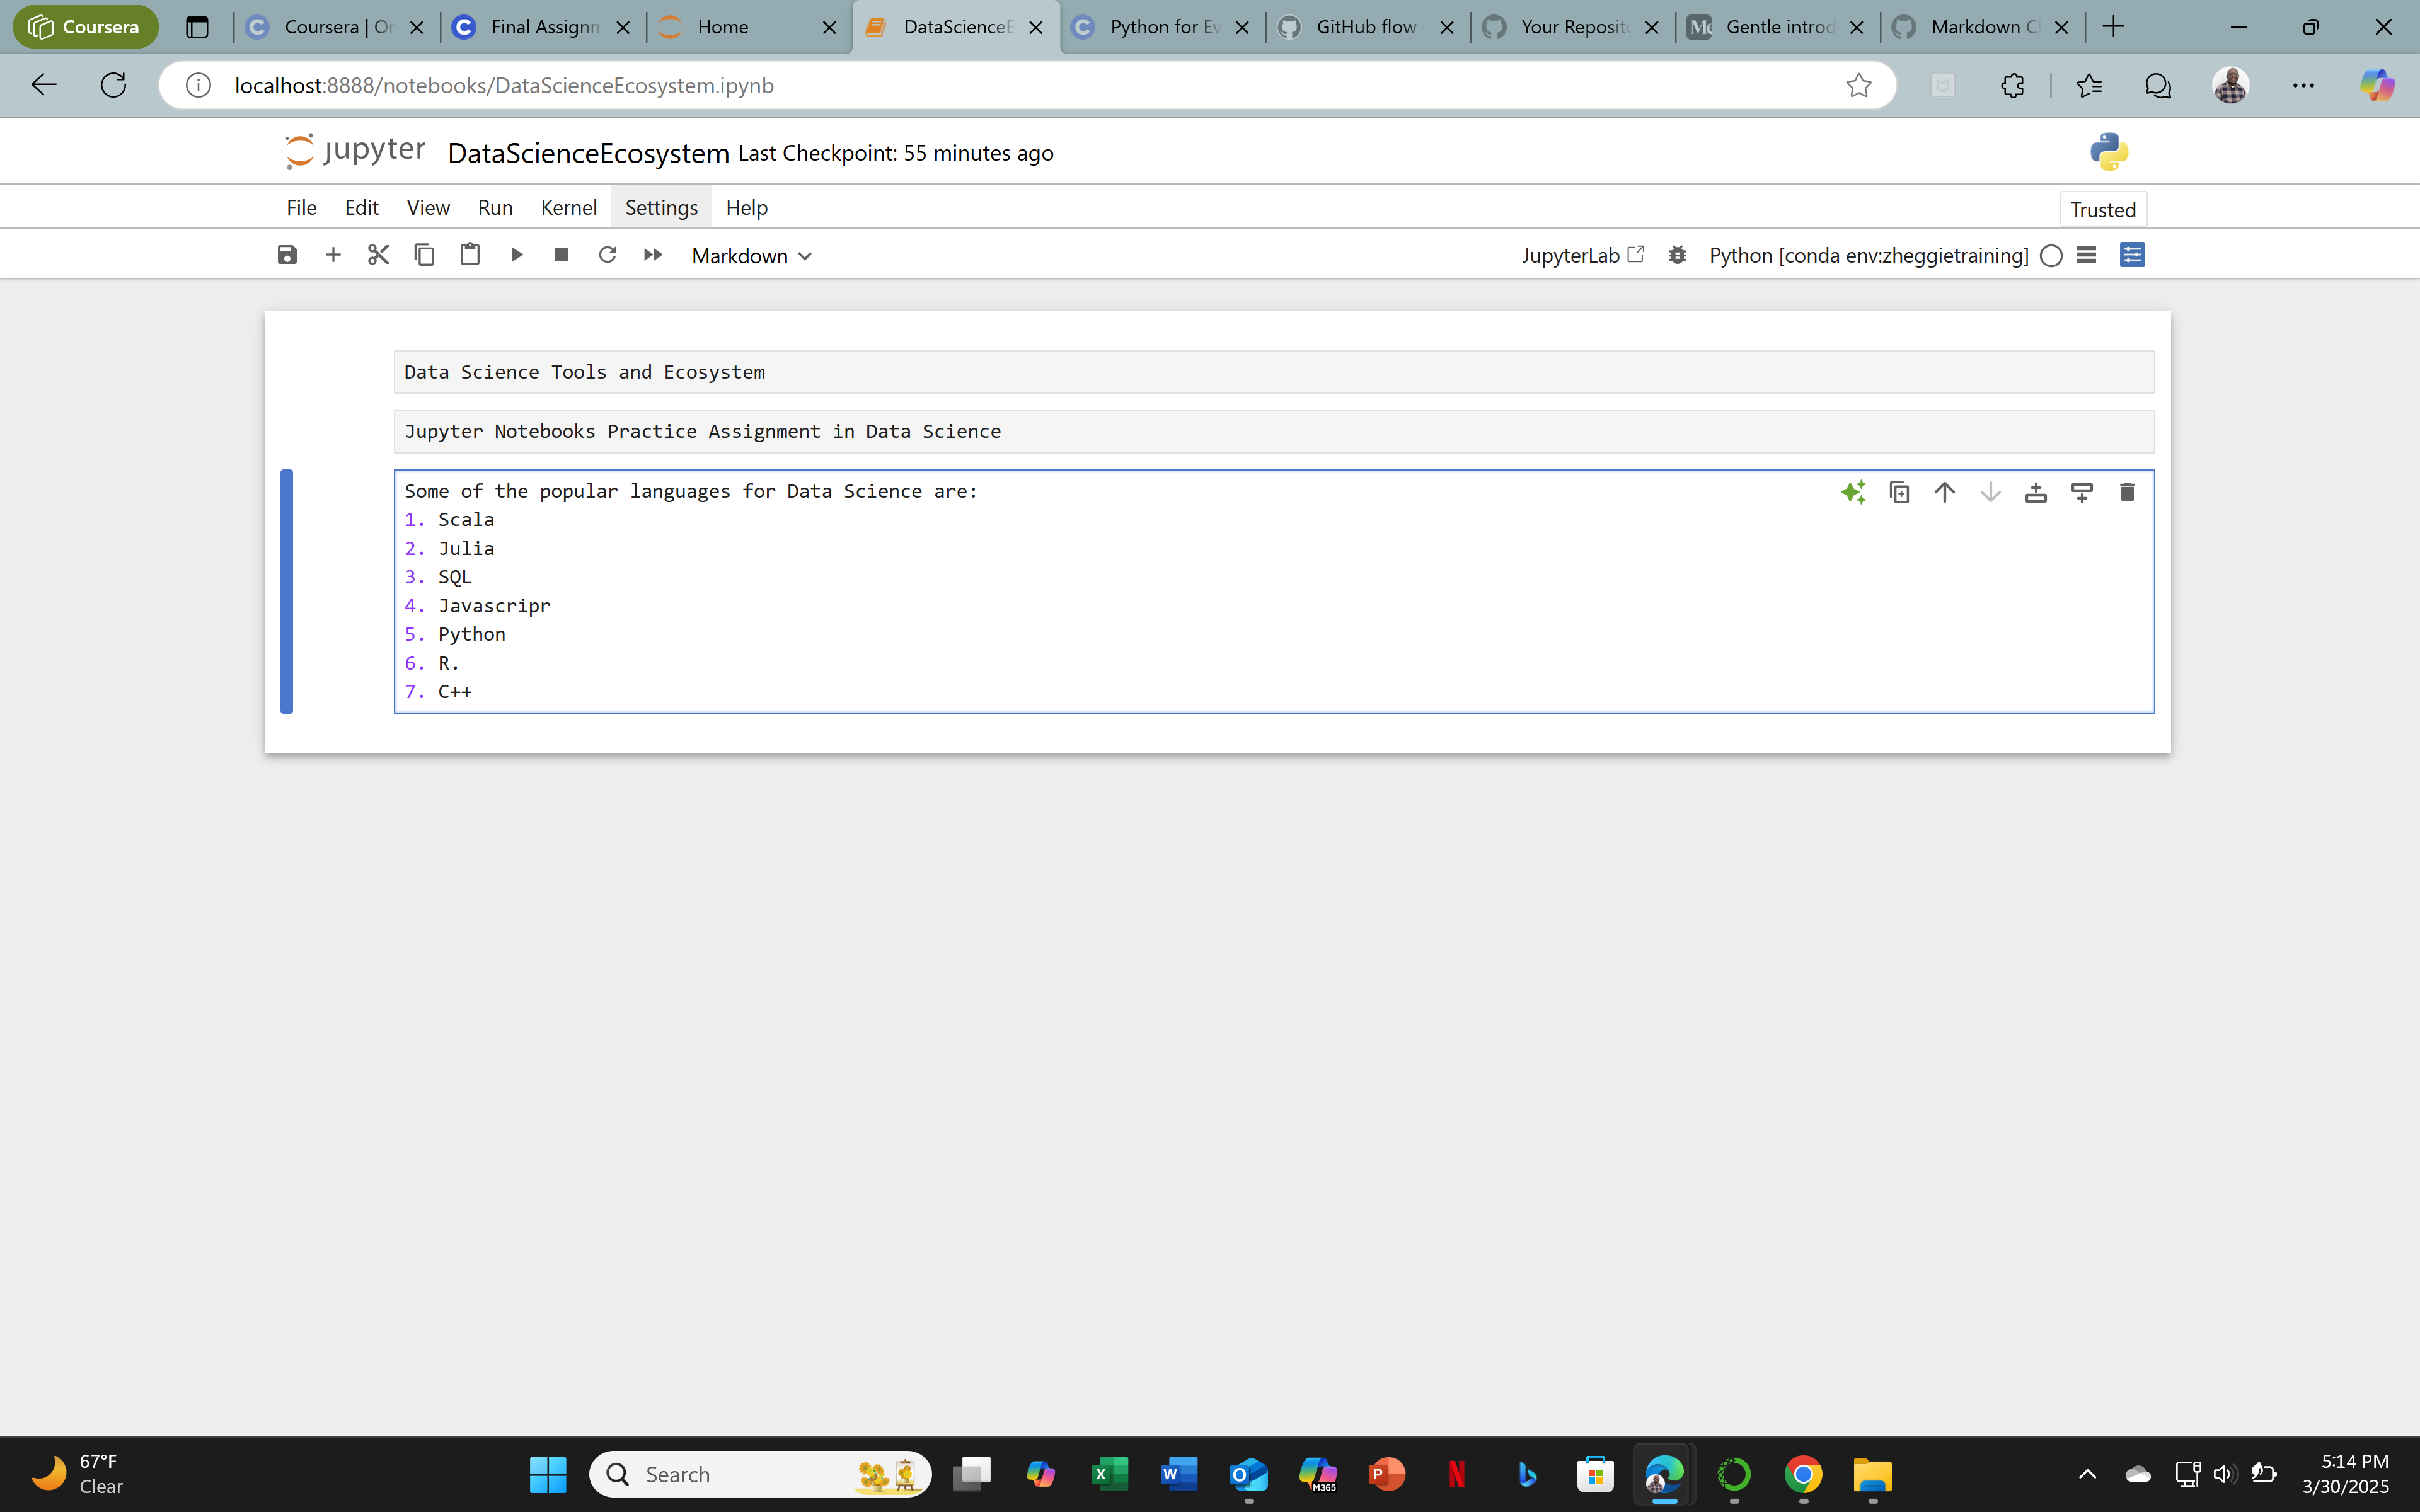 Coursera
Coursera | Or
Final Assignm
Home
DataScienceE
Python for Ev
GitHub flow
Your Reposito
Gentle introd
Markdown C
localhost:8888/notebooks/DataScienceEcosystem.ipynb
jupyter DataScienceEcosystem Last Checkpoint: 55 minutes ago
File Edit View Run Kernel Settings Help
Trusted
Markdown
JupyterLab
Python [conda env:zheggietraining]
Data Science Tools and Ecosystem
Jupyter Notebooks Practice Assignment in Data Science
Some of the popular languages for Data Science are:
1. Scala
2. Julia
3. SQL
4. Javascripr
5. Python
6. R.
7. C++
67°F
Clear
Search
M365
5:14 PM
3/30/2025